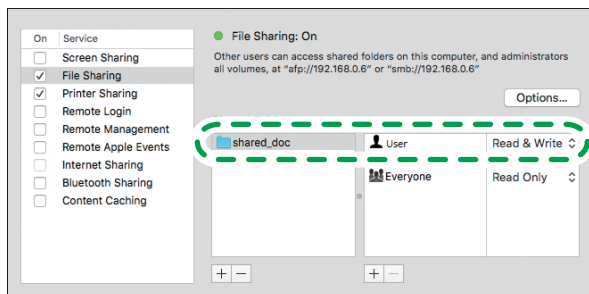 On Service
Screen Sharing
File Sharing
Printer Sharing
Remote Login
Remote Management
Remote Apple Events
Internet Sharing
Bluetooth Sharing
Content Caching
File Sharing: On
Other users can access shared folders on this computer, and administrators
all volumes, at “afp://192.168.0.6” or “smb://192.168.0.6”
Options...
shared_doc User Read & Write
Everyone Read Only